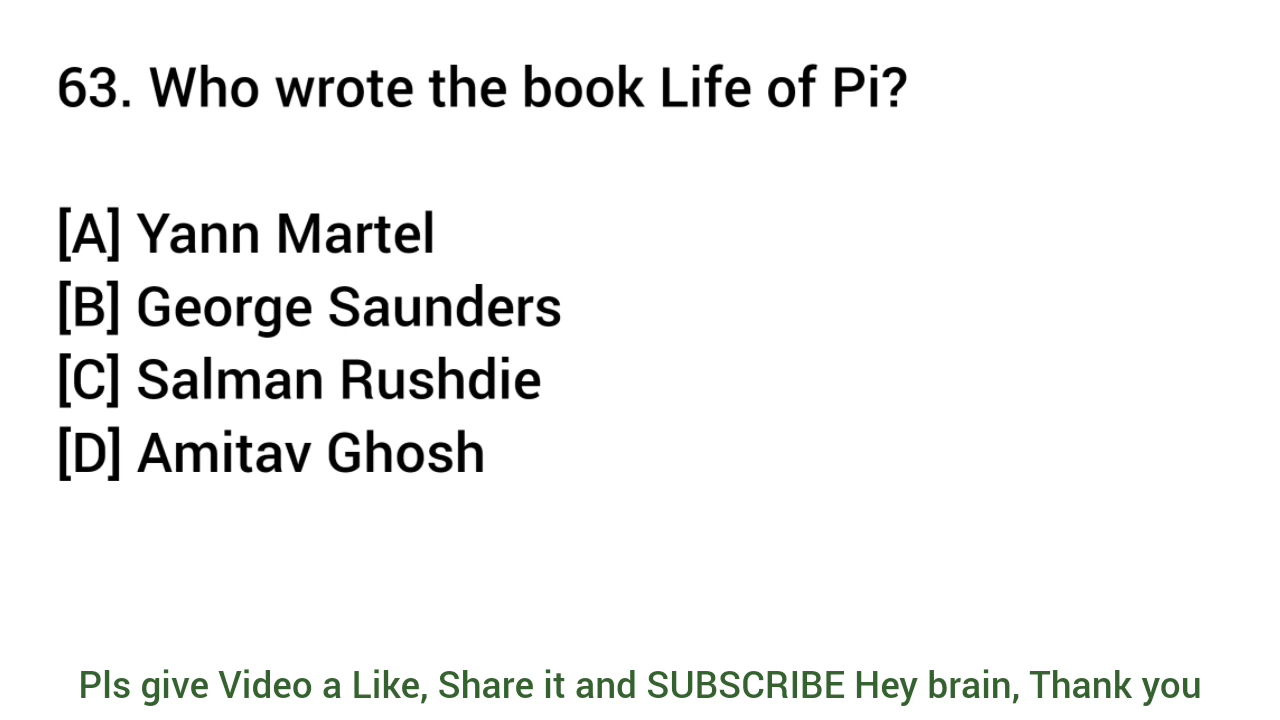 63. Who wrote the book Life of Pi?
[A] Yann Martel
[B] George Saunders
[C] Salman Rushdie
[D] Amitav Ghosh
Pls give Video a Like, Share it and SUBSCRIBE Hey brain, Thank you